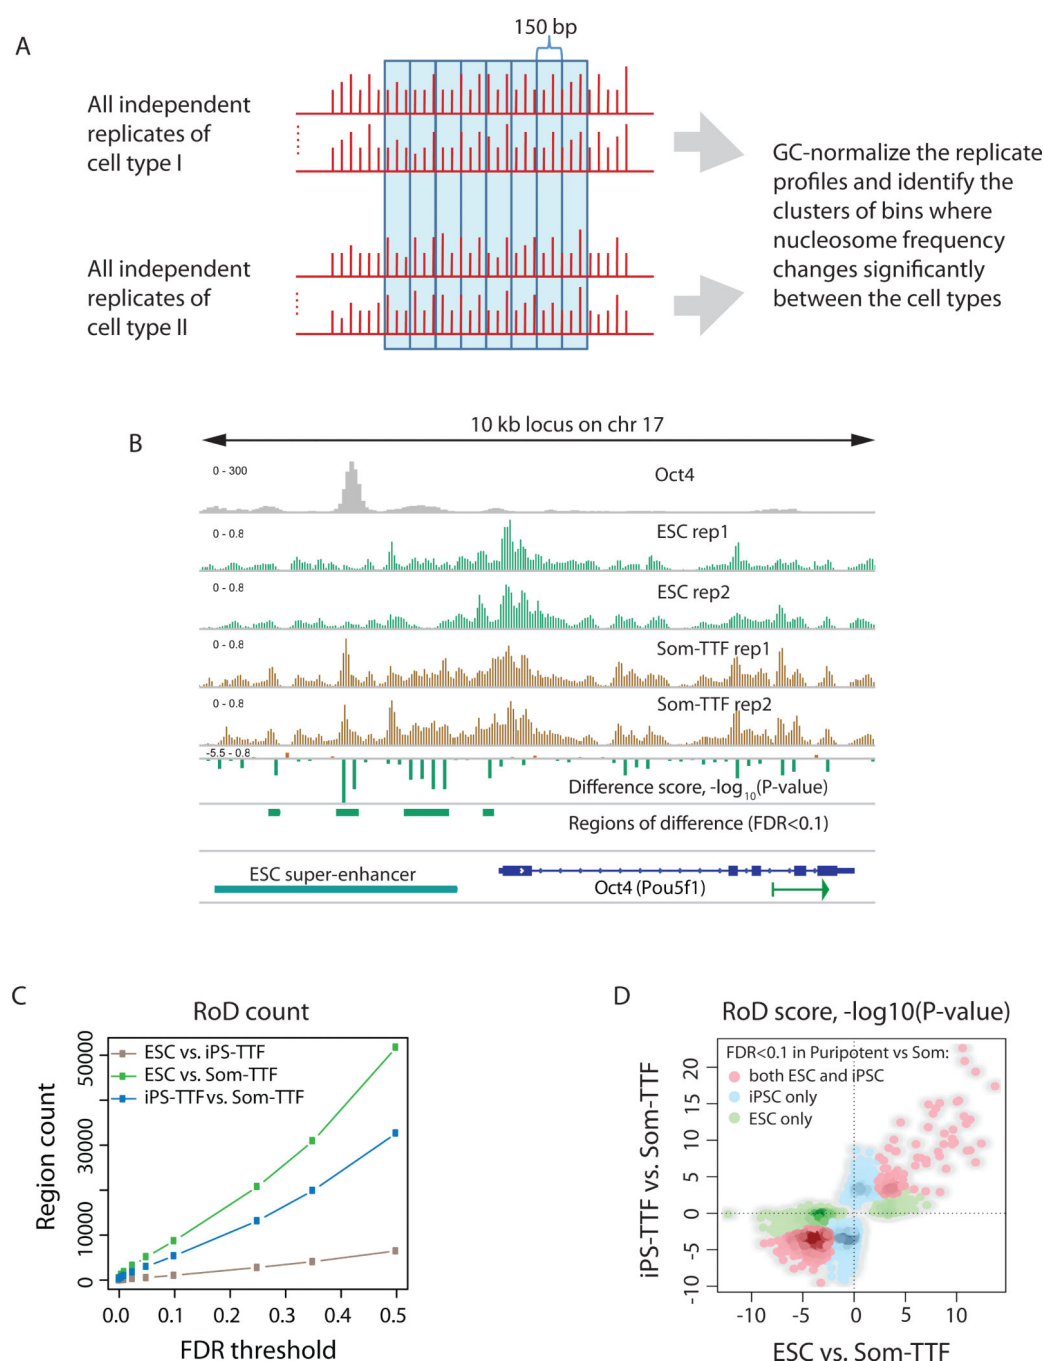 A
150 bp
All independent
replicates of
cell type I
All independent
replicates of
cell type II
GC-normalize the replicate
profiles and identify the
clusters of bins where
nucleosome frequency
changes significantly
between the cell types
B
10 kb locus on chr 17
0 - 300
Oct4
0 - 0.8
ESC rep1
0 - 0.8
ESC rep2
0 - 0.8
Som-TTF rep1
0 - 0.8
Som-TTF rep2
-5.5 - 0.8
Difference score, -log10(P-value)
Regions of difference (FDR<0.1)
ESC super-enhancer
Oct4 (Pou5f1)
C
RoD count
ESC vs. iPS-TTF
ESC vs. Som-TTF
iPS-TTF vs. Som-TTF
Region count
0
10000
30000
50000
0.0 0.1 0.2 0.3 0.4 0.5
FDR threshold
D
RoD score, -log10(P-value)
FDR<0.1 in Puripotent vs Som:
both ESC and iPSC
iPSC only
ESC only
iPS-TTF vs. Som-TTF
20
15
10
5
0
-5
-10
-10 -5 0 5 10
ESC vs. Som-TTF